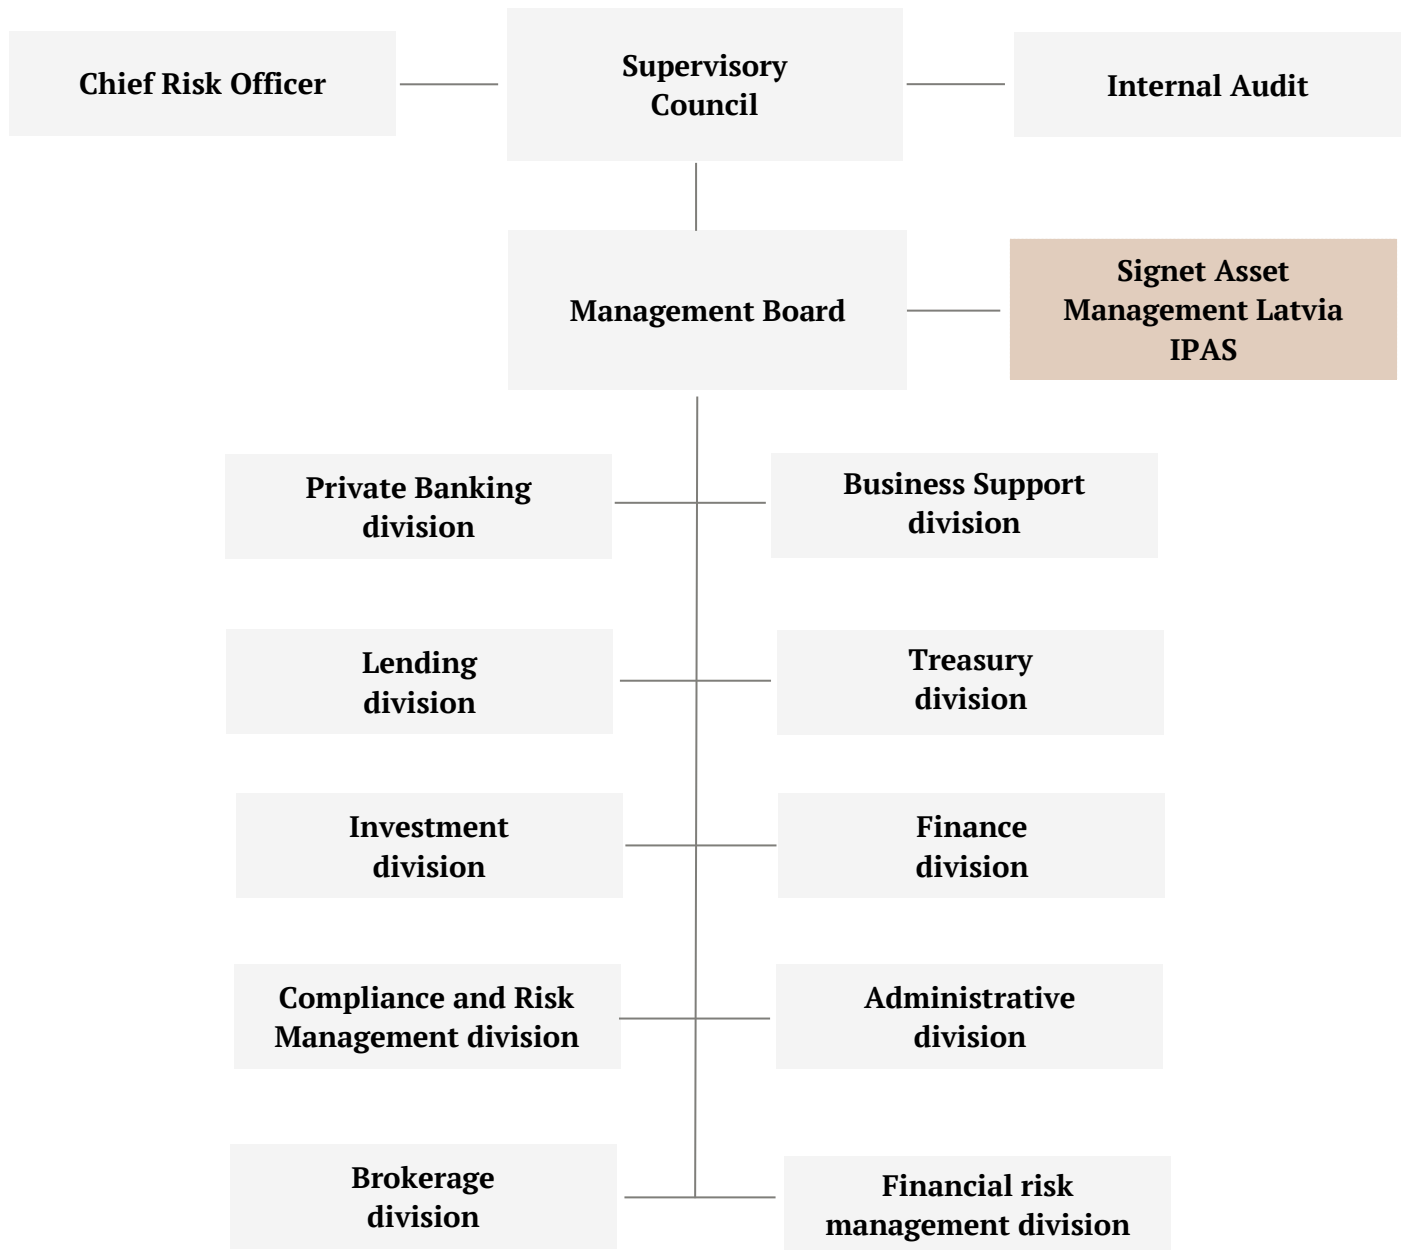 Chief Risk Officer
Supervisory
Council
Internal Audit
Management Board
Signet Asset
Management Latvia
IPAS
Private Banking
division
Business Support
division
Lending
division
Treasury
division
Investment
division
Finance
division
Compliance and Risk
Management division
Administrative
division
Brokerage
division
Financial risk
management division